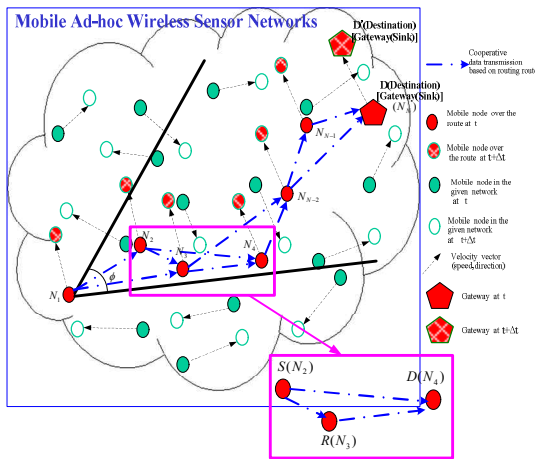 Mobile Ad-hoc Wireless Sensor Networks
D'(Destination)
[Gateway(Sink)]
D(Destination)
[Gateway(Sink)]
(N_N)
N_{N-1}
N_{N-2}
N_2
N_3
N_4
N_1
ϕ
Cooperative
data transmission
based on routing route
Mobile node over the
route at t
Mobile node over
the route at t+Δt
Mobile node in the
given network
at t
Mobile node in the
given network
at t+Δt
Velocity vector
(speed,direction)
Gateway at t
Gateway at t+Δt
S(N_2)
D(N_4)
R(N_3)